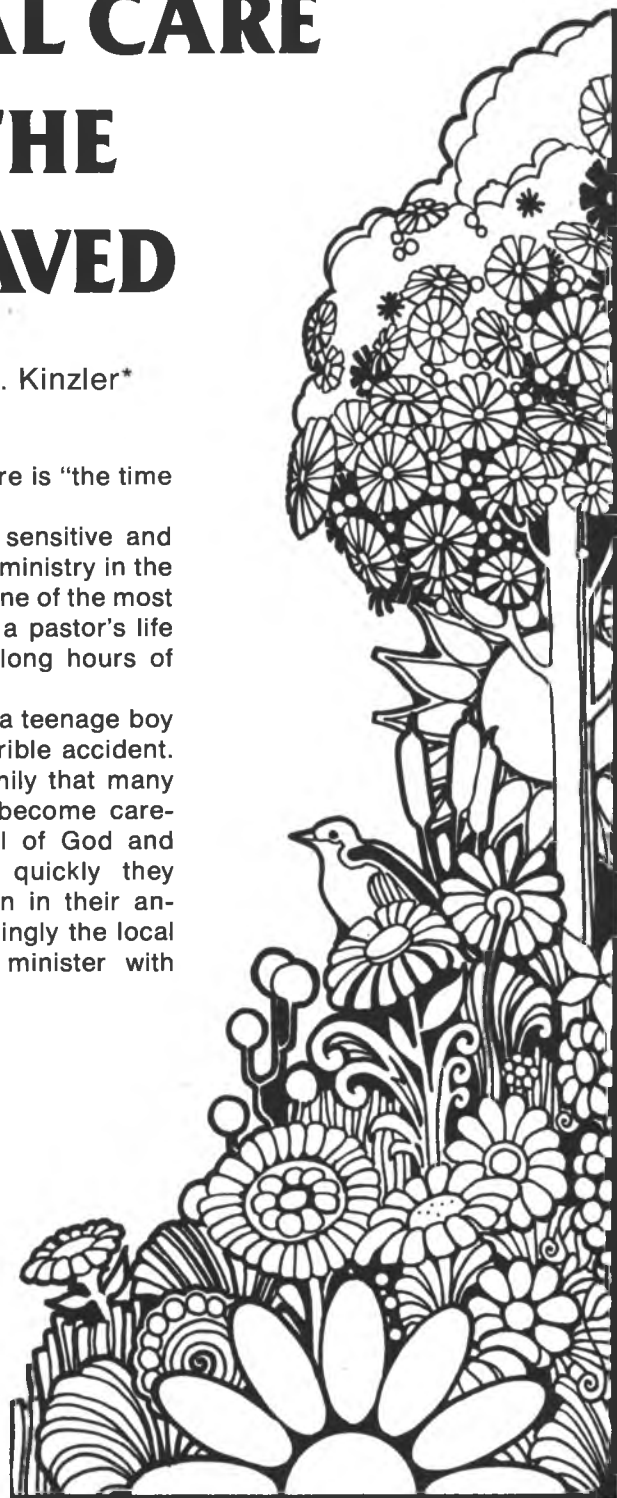 AL CARE
THE
AVED
. Kinzler*
re is “the time
sensitive and
ministry in the
ne of the most
a pastor's life
long hours of
a teenage boy
rible accident.
nily that many
become care-
l of God and
quickly they
n in their an-
ingly the local
minister with